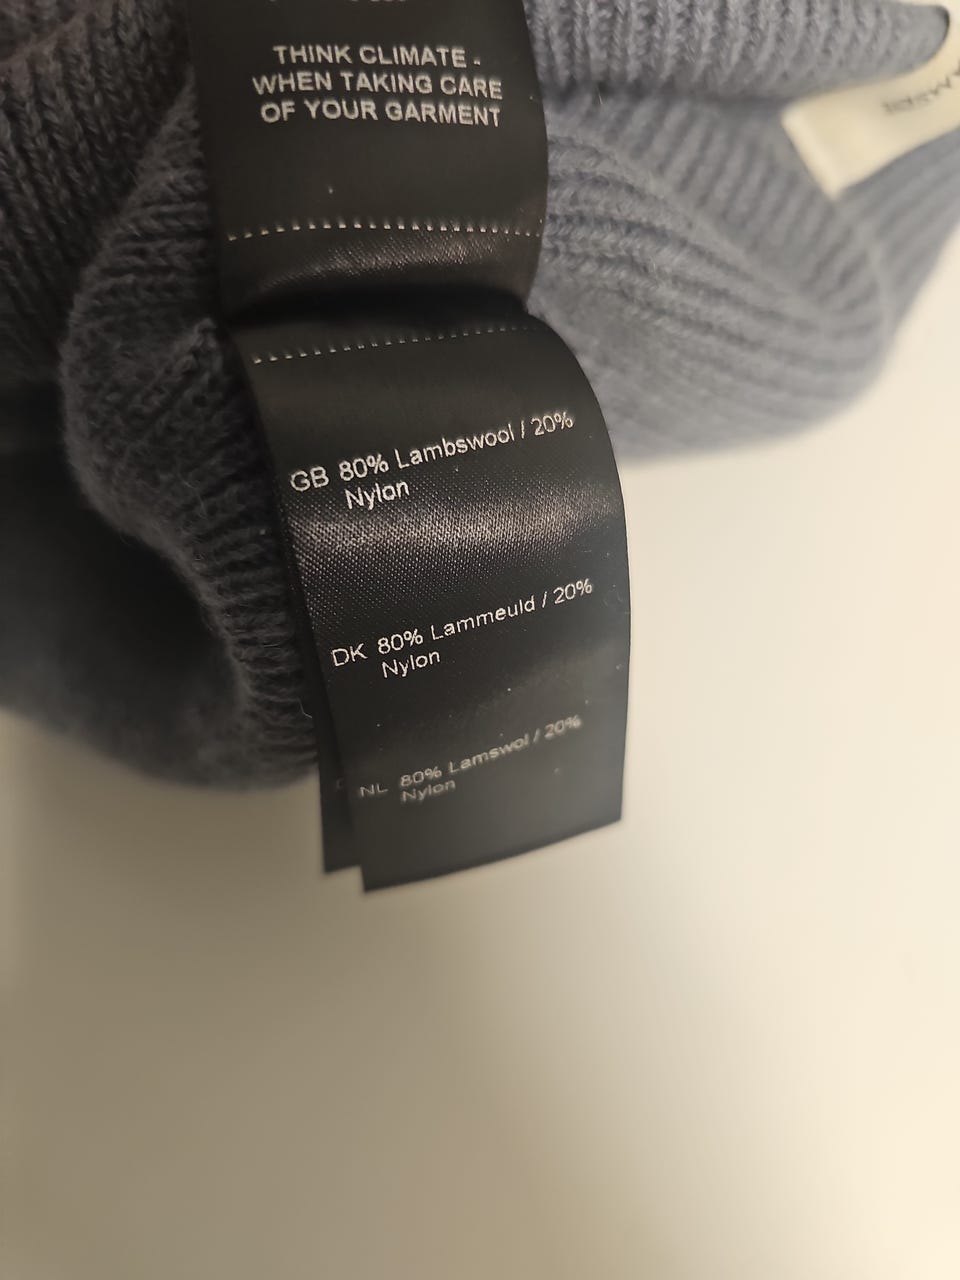 THINK CLIMATE -
WHEN TAKING CARE
OF YOUR GARMENT
GB 80% Lambswool / 20%
Nylon
DK 80% Lammeuld / 20%
Nylon
NL 80% Lamswol / 20%
Nylon